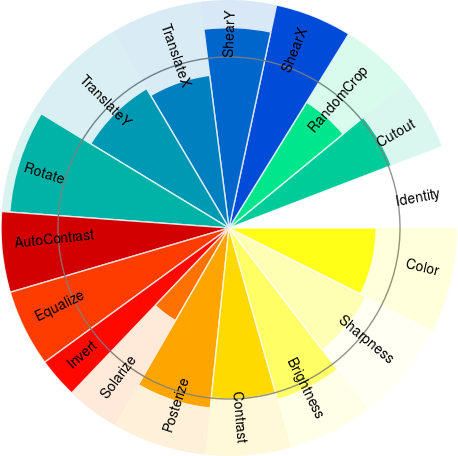 ShearY
ShearX
TranslateX
RandomCrop
TranslateY
Cutout
Rotate
Identity
AutoContrast
Color
Equalize
Sharpness
Invert
Solarize
Brightness
Posterize
Contrast